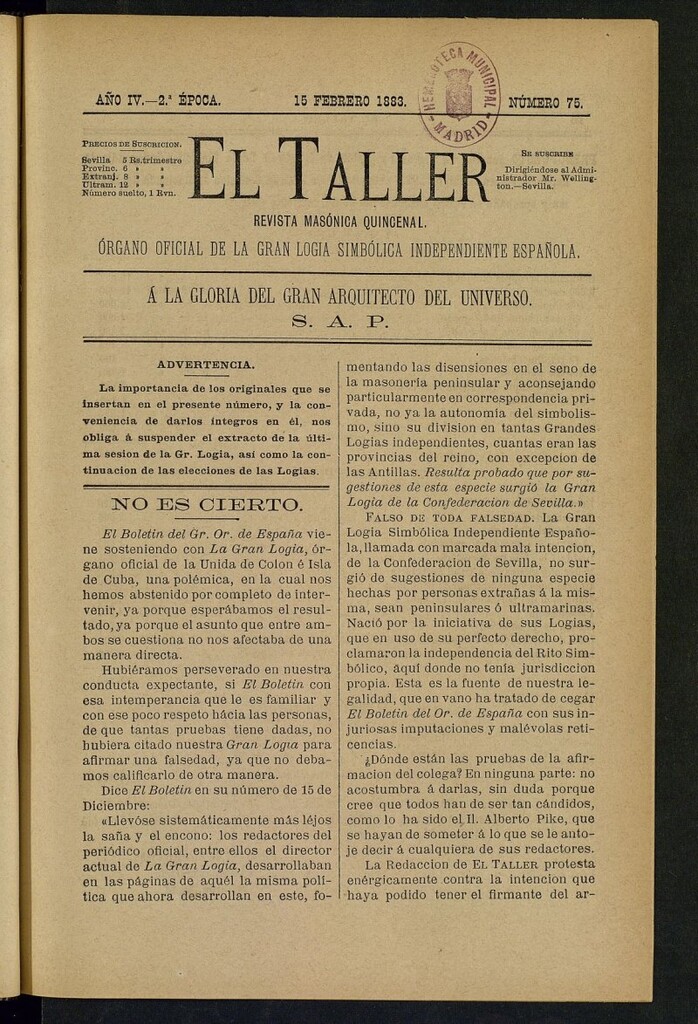 AÑO IV.—2.ª ÉPOCA.
15 FEBRERO 1883.
NÚMERO 75.
HEMEROTECA MUNICIPAL
MADRID
PRECIOS DE SUSCRICION.
Sevilla 5 Rs. trimestre
Provinc. 6 » »
Extranj. 8 » »
Ultram. 12 » »
Número suelto, 1 Rvn.
EL TALLER
SE SUSCRIBE
Dirigiéndose al Admi-
nistrador Mr. Welling-
ton.—Sevilla.
REVISTA MASÓNICA QUINCENAL.
ÓRGANO OFICIAL DE LA GRAN LOGIA SIMBÓLICA INDEPENDIENTE ESPAÑOLA.
Á LA GLORIA DEL GRAN ARQUITECTO DEL UNIVERSO.
S. A. P.
ADVERTENCIA.
La importancia de los originales que se
insertan en el presente número, y la con-
veniencia de darlos íntegros en él, nos
obliga á suspender el extracto de la últi-
ma sesion de la Gr. Logia, así como la con-
tinuacion de las elecciones de las Logias.
NO ES CIERTO.
El Boletin del Gr. Or. de España vie-
ne sosteniendo con La Gran Logia, ór-
gano oficial de la Unida de Colon é Isla
de Cuba, una polémica, en la cual nos
hemos abstenido por completo de inter-
venir, ya porque esperábamos el resul-
tado, ya porque el asunto que entre am-
bos se cuestiona no nos afectaba de una
manera directa.
Hubiéramos perseverado en nuestra
conducta expectante, si El Boletin con
esa intemperancia que le es familiar y
con ese poco respeto hácia las personas,
de que tantas pruebas tiene dadas, no
hubiera citado nuestra Gran Logia para
afirmar una falsedad, ya que no deba-
mos calificarlo de otra manera.
Dice El Boletin en su número de 15 de
Diciembre:
«Llevóse sistemáticamente más léjos
la saña y el encono: los redactores del
periódico oficial, entre ellos el director
actual de La Gran Logia, desarrollaban
en las páginas de aquél la misma polí-
tica que ahora desarrollan en este, fo-
mentando las disensiones en el seno de
la masonería peninsular y aconsejando
particularmente en correspondencia pri-
vada, no ya la autonomía del simbolis-
mo, sino su division en tantas Grandes
Logias independientes, cuantas eran las
provincias del reino, con excepcion de
las Antillas. Resulta probado que por su-
gestiones de esta especie surgió la Gran
Logia de la Confederacion de Sevilla.»
FALSO DE TODA FALSEDAD. La Gran
Logia Simbólica Independiente Españo-
la, llamada con marcada mala intencion,
de la Confederacion de Sevilla, no sur-
gió de sugestiones de ninguna especie
hechas por personas extrañas á la mis-
ma, sean peninsulares ó ultramarinas.
Nació por la iniciativa de sus Logias,
que en uso de su perfecto derecho, pro-
clamaron la independencia del Rito Sim-
bólico, aquí donde no tenía jurisdiccion
propia. Esta es la fuente de nuestra le-
galidad, que en vano ha tratado de cegar
El Boletin del Or. de España con sus in-
juriosas imputaciones y malévolas reti-
cencias.
¿Dónde están las pruebas de la afir-
macion del colega? En ninguna parte: no
acostumbra á darlas, sin duda porque
cree que todos han de ser tan cándidos,
como lo ha sido el Il. Alberto Pike, que
se hayan de someter á lo que se le anto-
je decir á cualquiera de sus redactores.
La Redaccion de EL TALLER protesta
enérgicamente contra la intencion que
haya podido tener el firmante del ar-